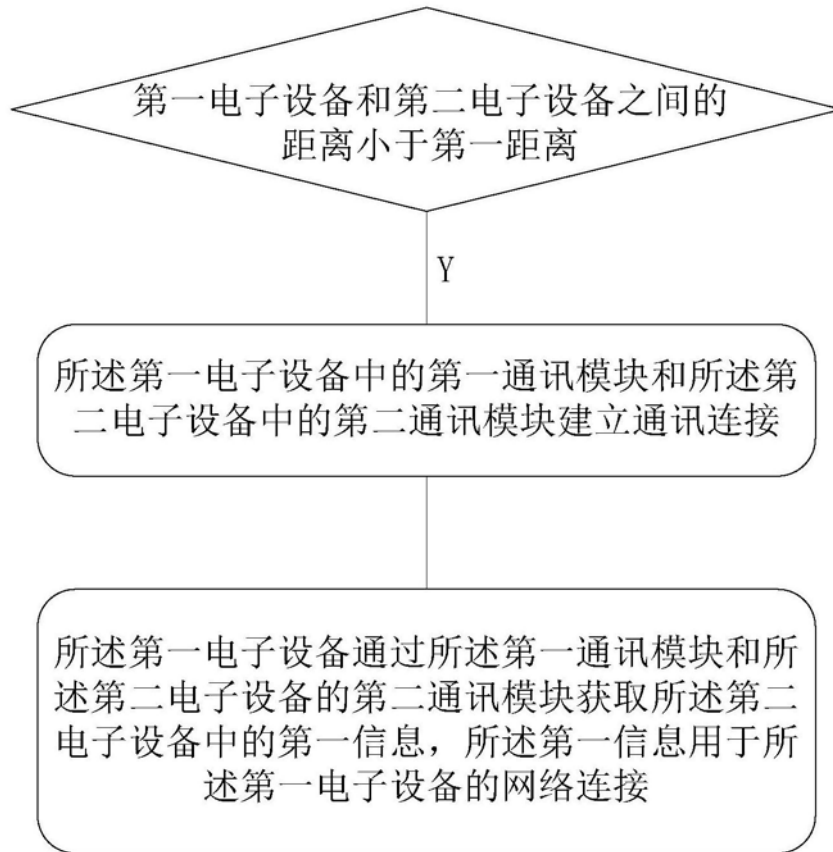 第一电子设备和第二电子设备之间的
距离小于第一距离
Y
所述第一电子设备中的第一通讯模块和所述第
二电子设备中的第二通讯模块建立通讯连接
所述第一电子设备通过所述第一通讯模块和所
述第二电子设备的第二通讯模块获取所述第二
电子设备中的第一信息，所述第一信息用于所
述第一电子设备的网络连接